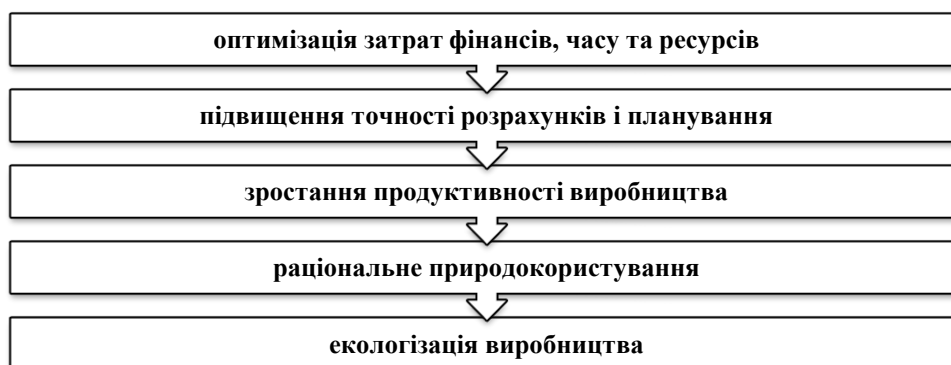 оптимізація затрат фінансів, часу та ресурсів
підвищення точності розрахунків і планування
зростання продуктивності виробництва
раціональне природокористування
екологізація виробництва